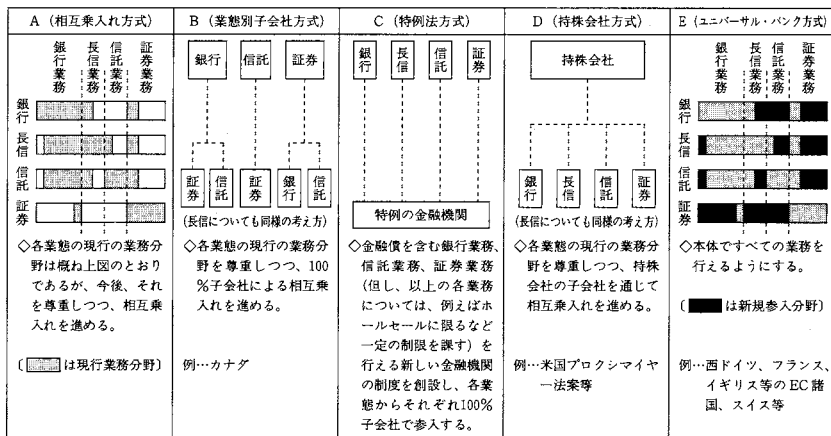 A（相互乗入れ方式）
銀行業務
長信業務
信託業務
証券業務
銀行
長信
信託
証券
◇各業態の現行の業務分
野は概ね上図のとおり
であるが、今後、それ
を尊重しつつ、相互乗
入れを進める。
〔 は現行業務分野〕
B（業態別子会社方式）
銀行
信託
証券
証券
信託
証券
銀行
信託
(長信についても同様の考え方)
◇各業態の現行の業務分
野を尊重しつつ、100
％子会社による相互乗
入れを進める。
例…カナダ
C（特例法方式）
銀行
長信
信託
証券
特例の金融機関
◇金融債を含む銀行業務、
信託業務、証券業務
（但し、以上の各業務
については、例えばホ
ールセールに限るなど
一定の制限を課す）を
行える新しい金融機関
の制度を創設し、各業
態からそれぞれ100％
子会社で参入する。
D（持株会社方式）
持株会社
銀行
長信
信託
証券
(長信についても同様の考え方)
◇各業態の現行の業務分
野を尊重しつつ、持株
会社の子会社を通じて
相互乗入れを進める。
例…米国プロクシマイヤ
ー法案等
E（ユニバーサル・バンク方式）
銀行業務
長信業務
信託業務
証券業務
銀行
長信
信託
証券
◇本体ですべての業務を
行えるようにする。
〔 は新規参入分野〕
例…西ドイツ、フランス、
イギリス等のEC諸
国、スイス等